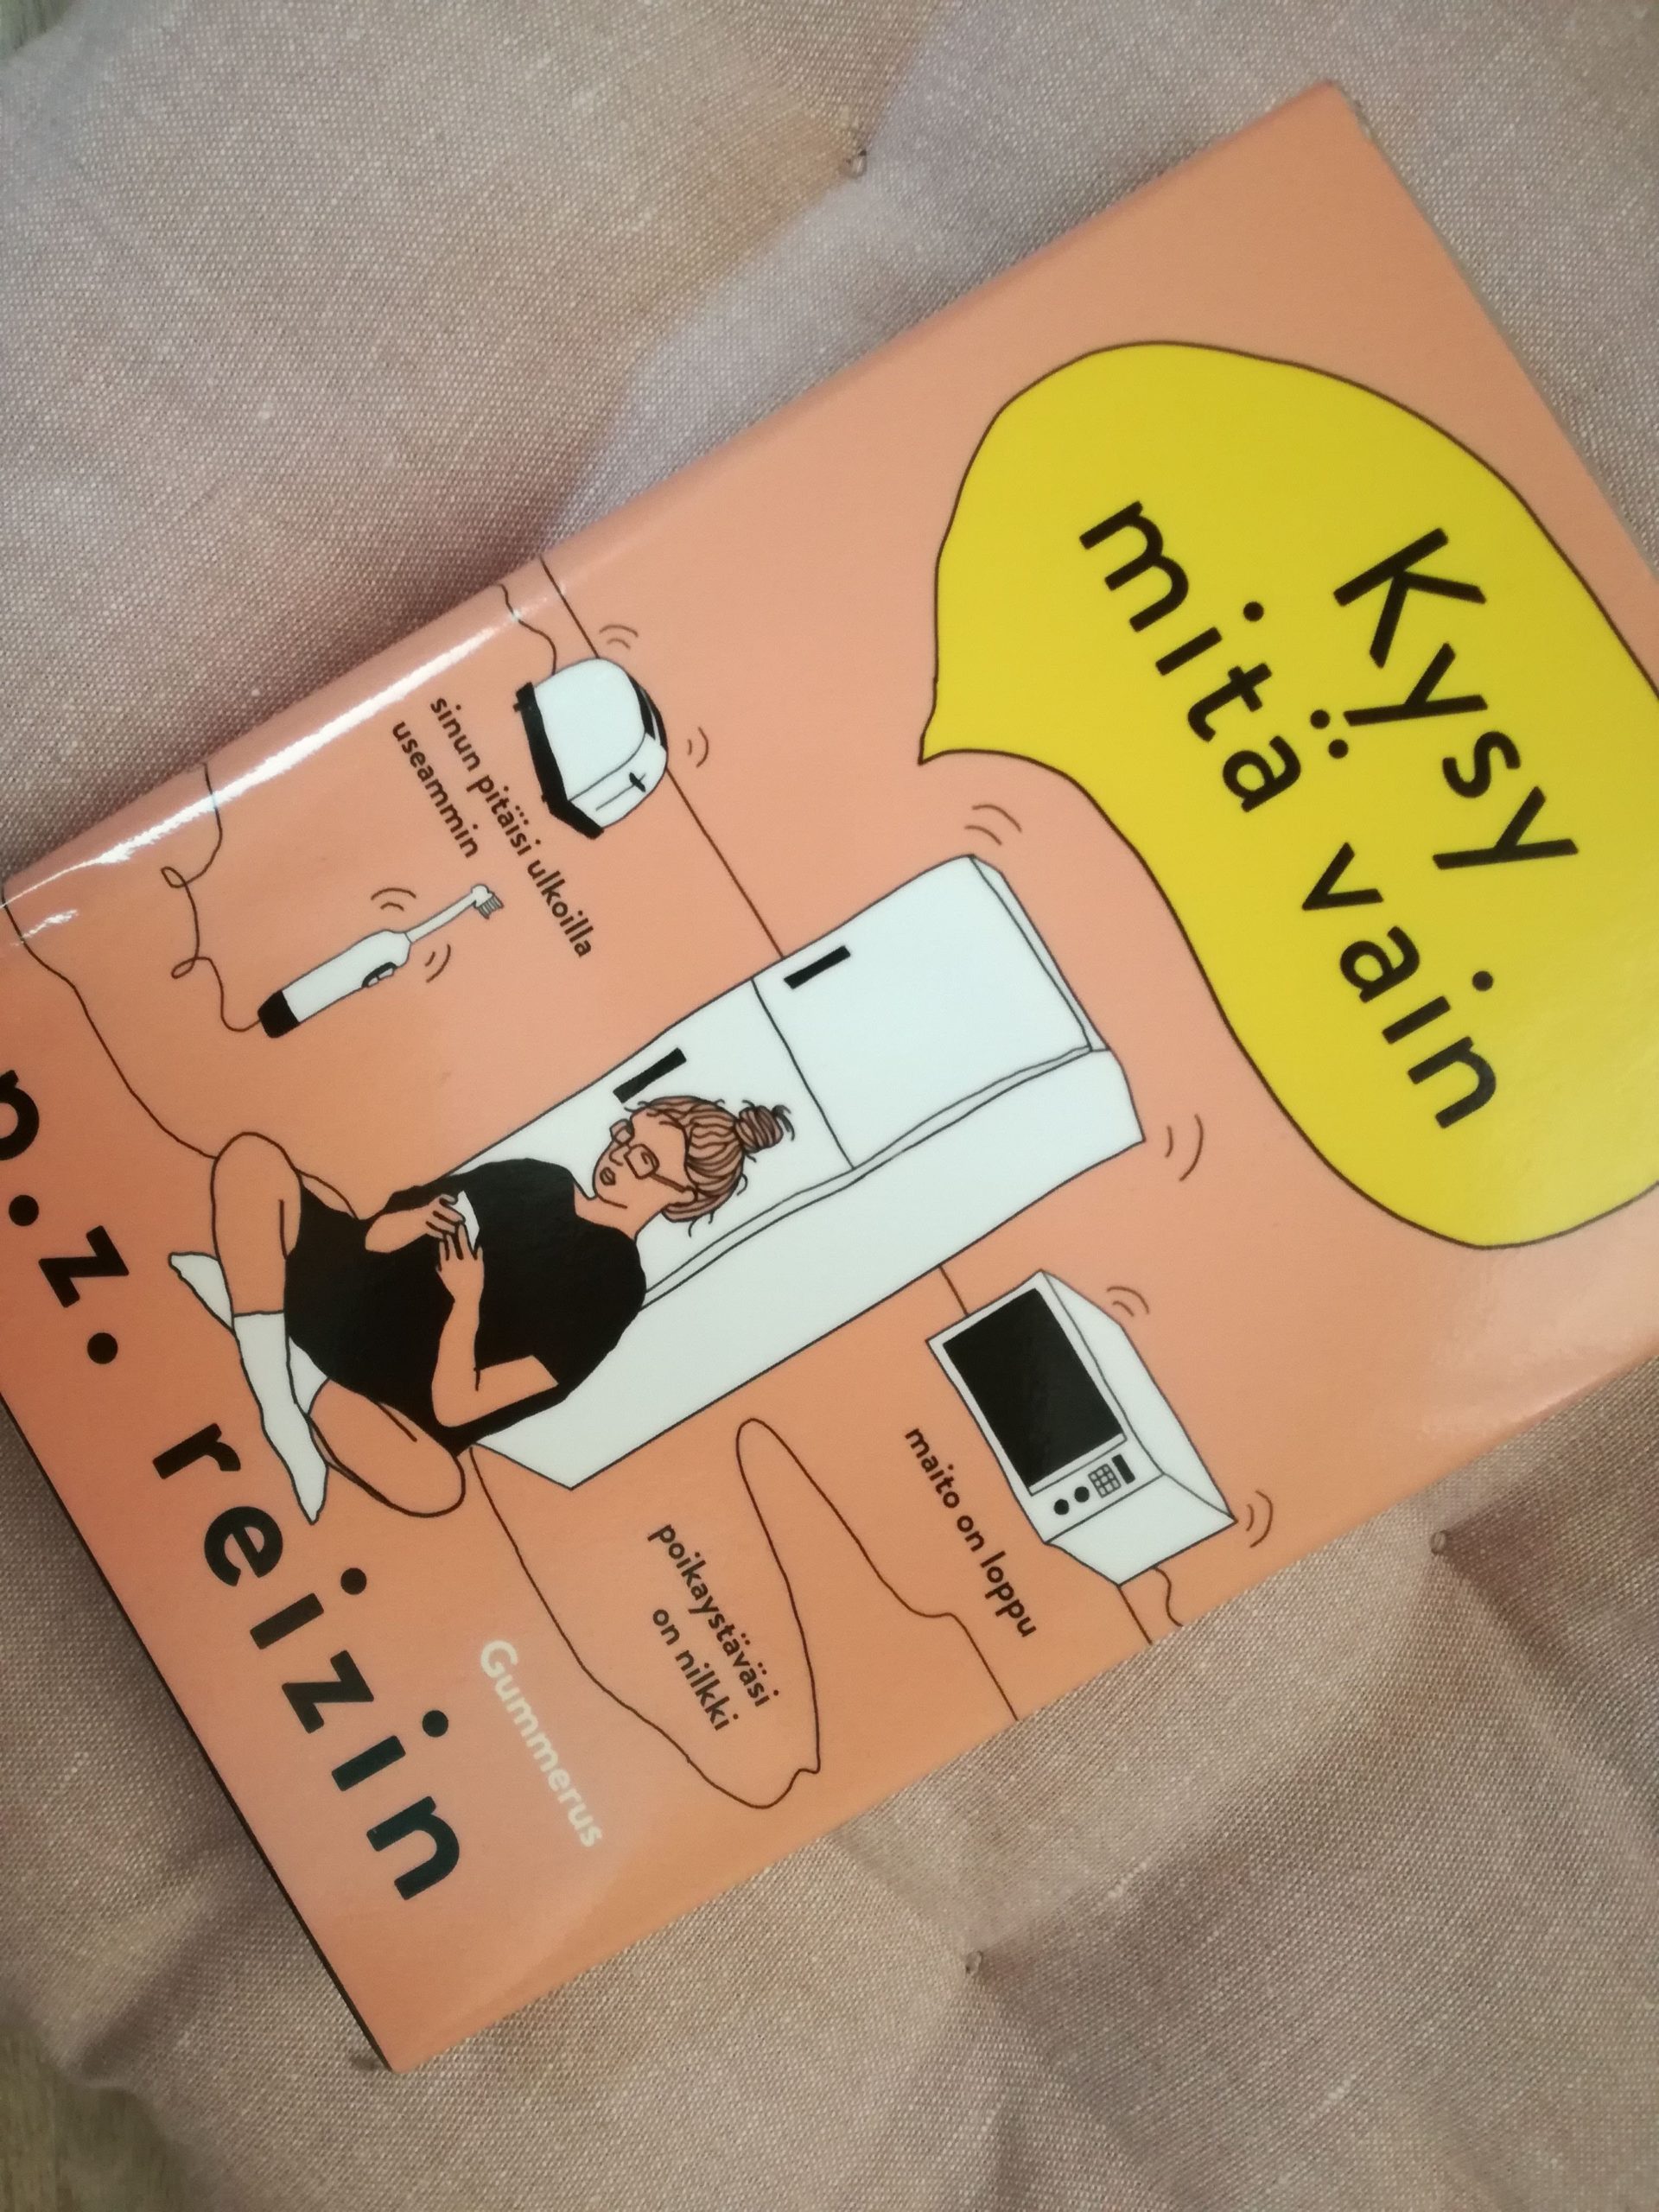 Kysy
mitä vain
sinun pitäisi ulkoilla
useammin
maito on loppu
poikaystäväsi
on nilkki
p.z. reizin
Gummerus